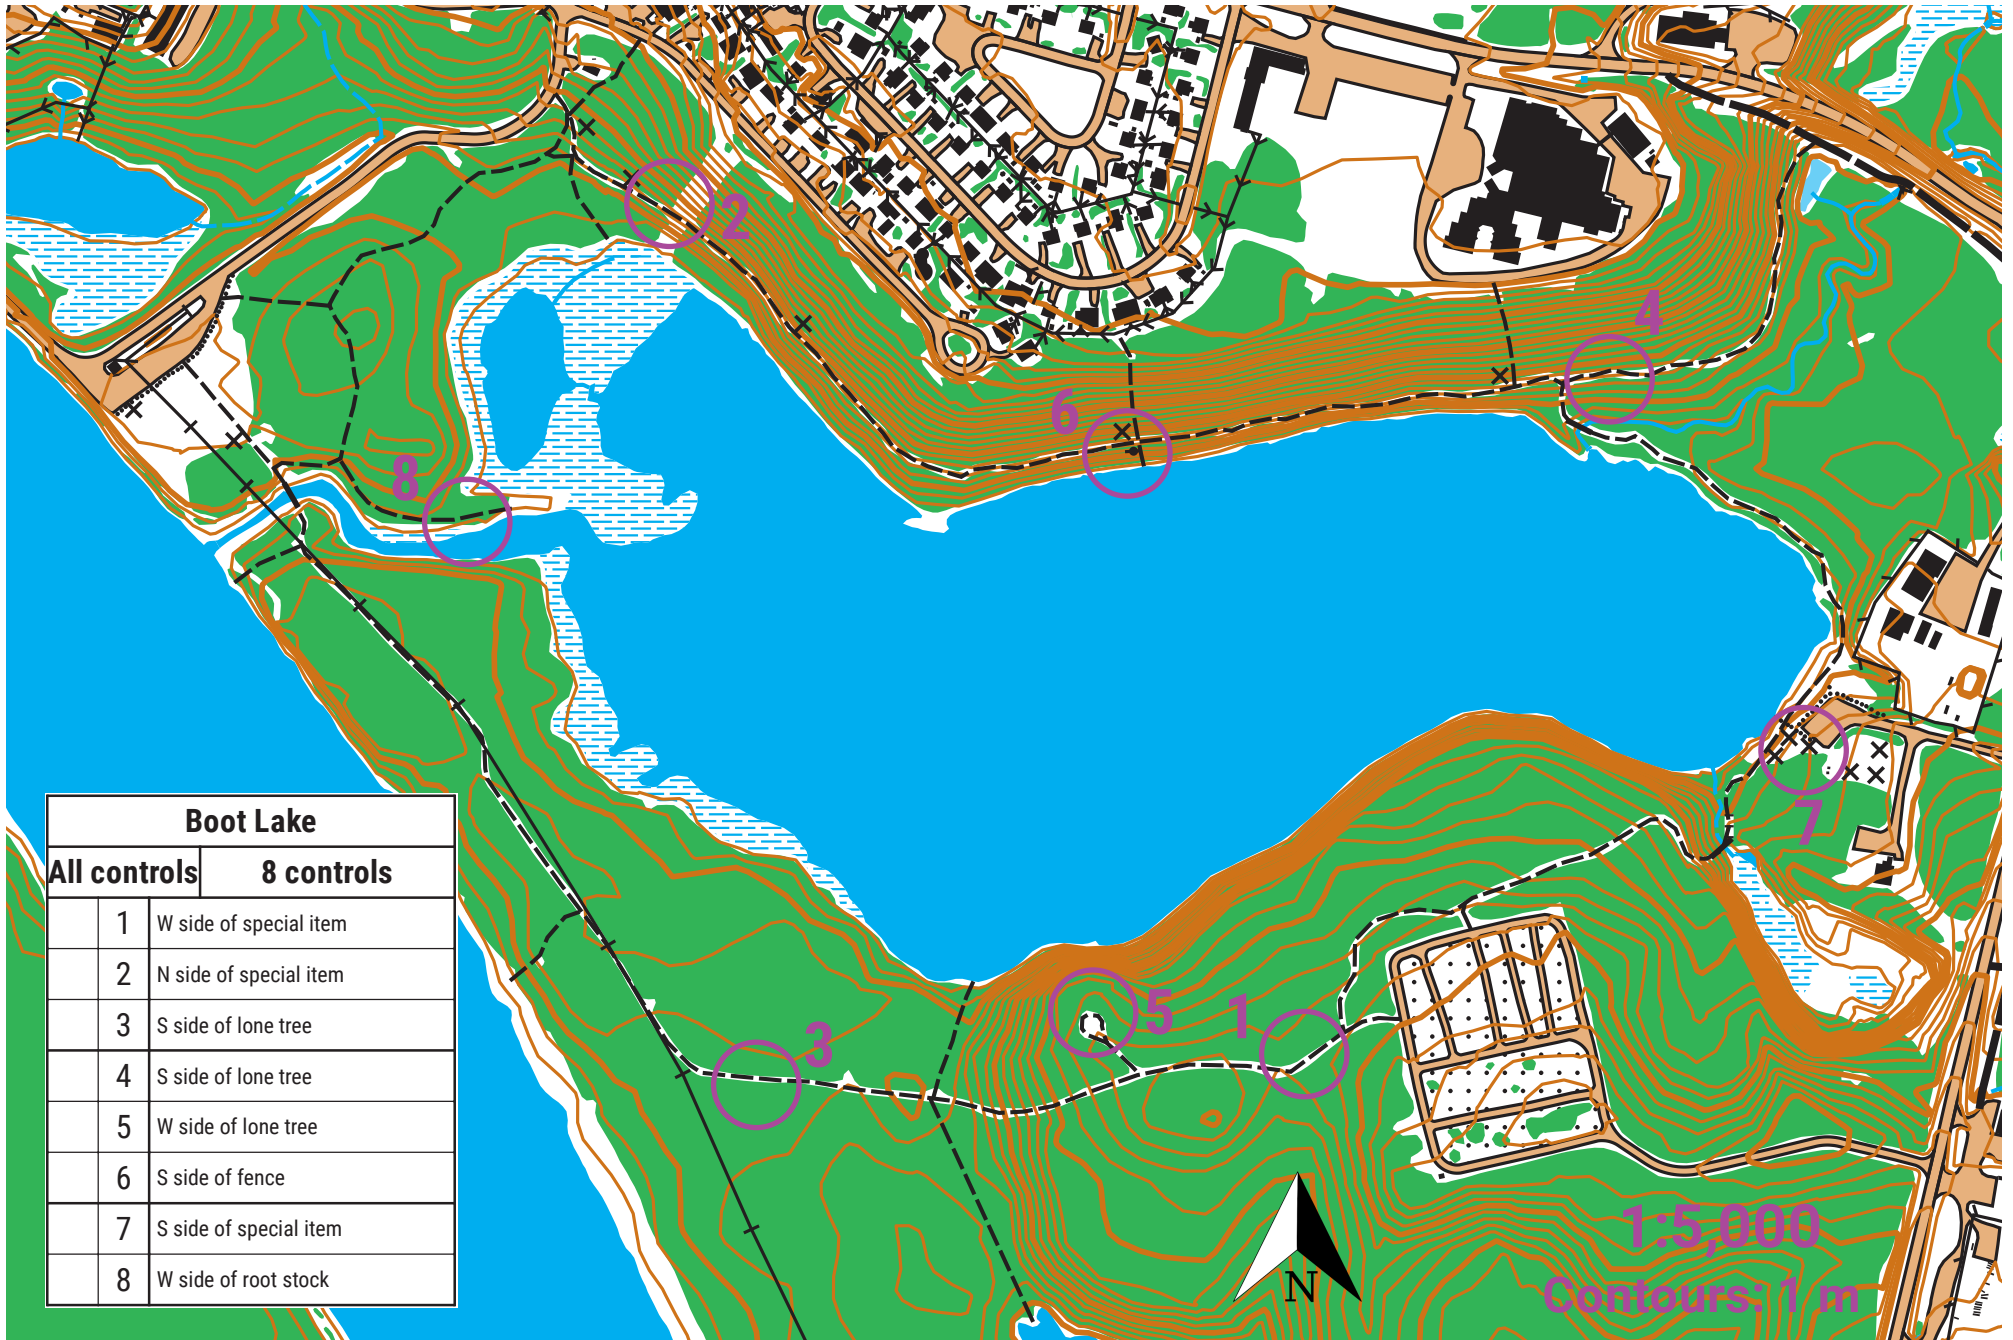 2
4
6
8
7
5
1
3
Boot Lake
All controls 8 controls
1 W side of special item
2 N side of special item
3 S side of lone tree
4 S side of lone tree
5 W side of lone tree
6 S side of fence
7 S side of special item
8 W side of root stock
N
1:5,000
Contours: 1 m